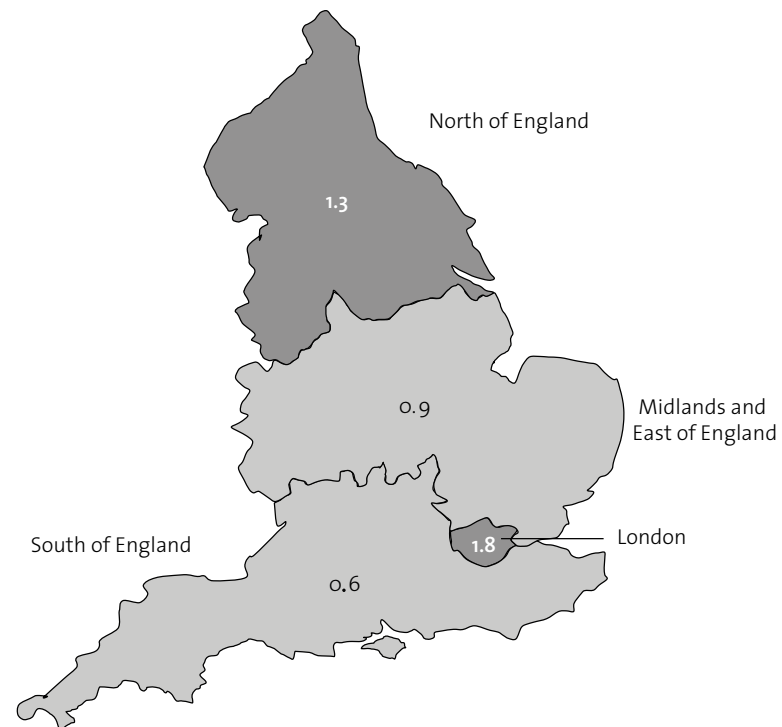 North of England
1.3
0.9
Midlands and
East of England
South of England
1.8
London
0.6